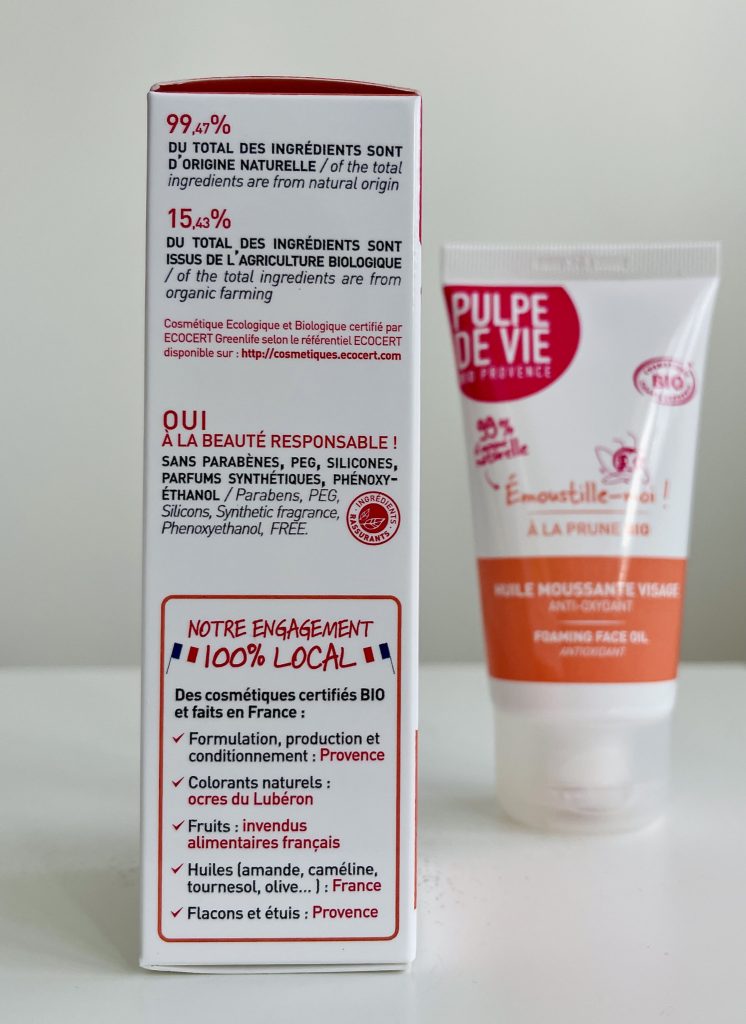 99,47%
DU TOTAL DES INGRÉDIENTS SONT
D'ORIGINE NATURELLE / of the total
ingredients are from natural origin
15,43%
DU TOTAL DES INGRÉDIENTS SONT
ISSUS DE L'AGRICULTURE BIOLOGIQUE
/ of the total ingredients are from
organic farming
Cosmétique Ecologique et Biologique certifié par
ECOCERT Greenlife selon le référentiel ECOCERT
disponible sur : http://cosmetiques.ecocert.com
OUI
À LA BEAUTÉ RESPONSABLE !
SANS PARABÈNES, PEG, SILICONES,
PARFUMS SYNTHÉTIQUES, PHÉNOXY-
ÉTHANOL / Parabens, PEG,
Silicons, Synthetic fragrance,
Phenoxyethanol, FREE.
INGRÉDIENTS
RASSURANTS
NOTRE ENGAGEMENT
100% LOCAL
Des cosmétiques certifiés BIO
et faits en France :
Formulation, production et
conditionnement : Provence
Colorants naturels :
ocres du Lubéron
Fruits : invendus
alimentaires français
Huiles (amande, caméline,
tournesol, olive... ) : France
Flacons et étuis : Provence
PULPE
DE VIE
BIO PROVENCE
BIO
99%
naturelle
Émoustille-moi !
À LA PRUNE BIO
HUILE MOUSSANTE VISAGE
ANTI-OXYDANT
FOAMING FACE OIL
ANTIOXIDANT